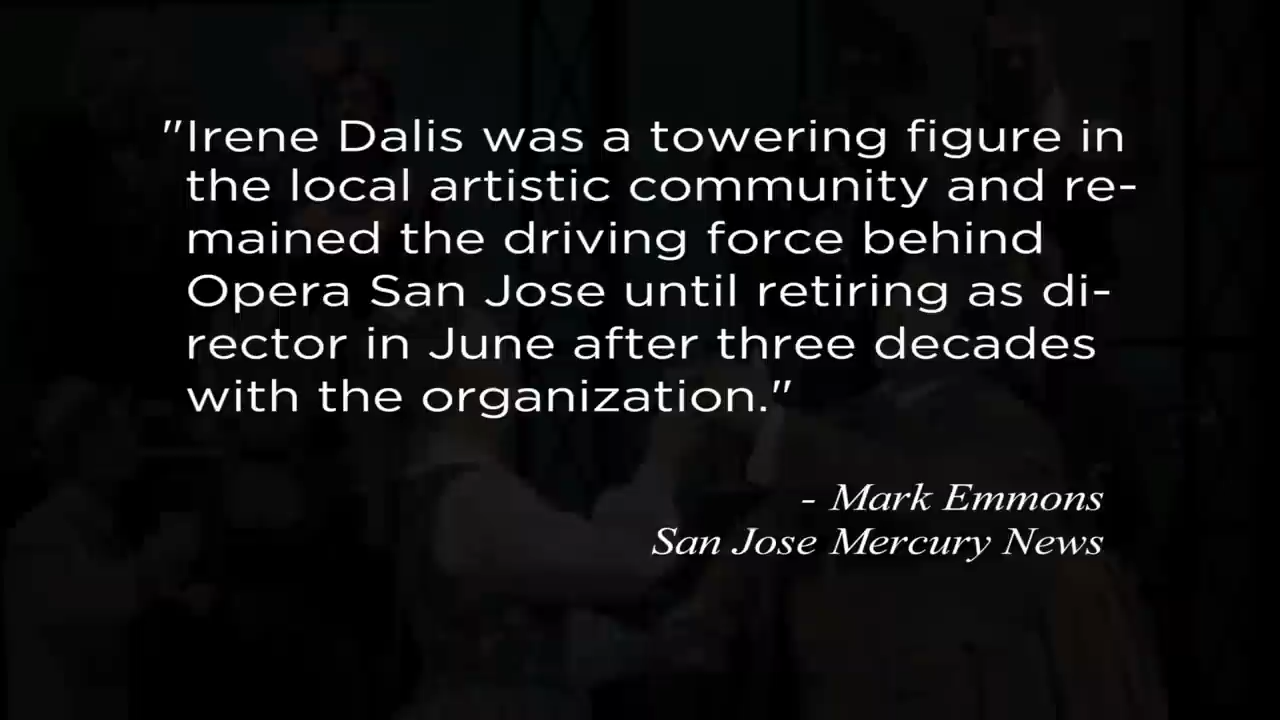 "Irene Dalis was a towering figure in
the local artistic community and re-
mained the driving force behind
Opera San Jose until retiring as di-
rector in June after three decades
with the organization."
- Mark Emmons
San Jose Mercury News